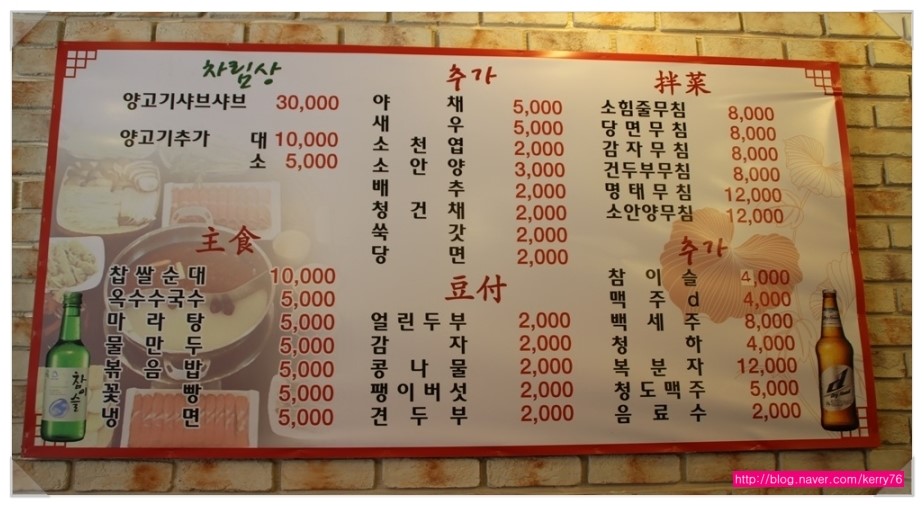 차림상
양고기샤브샤브 30,000
양고기추가 대 10,000
소 5,000
主食
찹쌀순대 10,000
옥수수국수 5,000
마라탕 5,000
물만두 5,000
볶음밥 5,000
꽃빵 5,000
냉면 5,000
추가
야채 5,000
새우 5,000
소천엽 2,000
소안양 3,000
배추 2,000
청건채 2,000
쑥갓 2,000
당면 2,000
豆付
얼린두부 2,000
감자 2,000
콩나물 2,000
팽이버섯 2,000
견두부 2,000
拌菜
소힘줄무침 8,000
당면무침 8,000
감자무침 8,000
건두부무침 8,000
명태무침 12,000
소안양무침 12,000
추가
참이슬 4,000
맥주d 4,000
백세주 8,000
청하 4,000
복분자 12,000
청도맥주 5,000
음료수 2,000
참이슬
http://blog.naver.com/kerry76